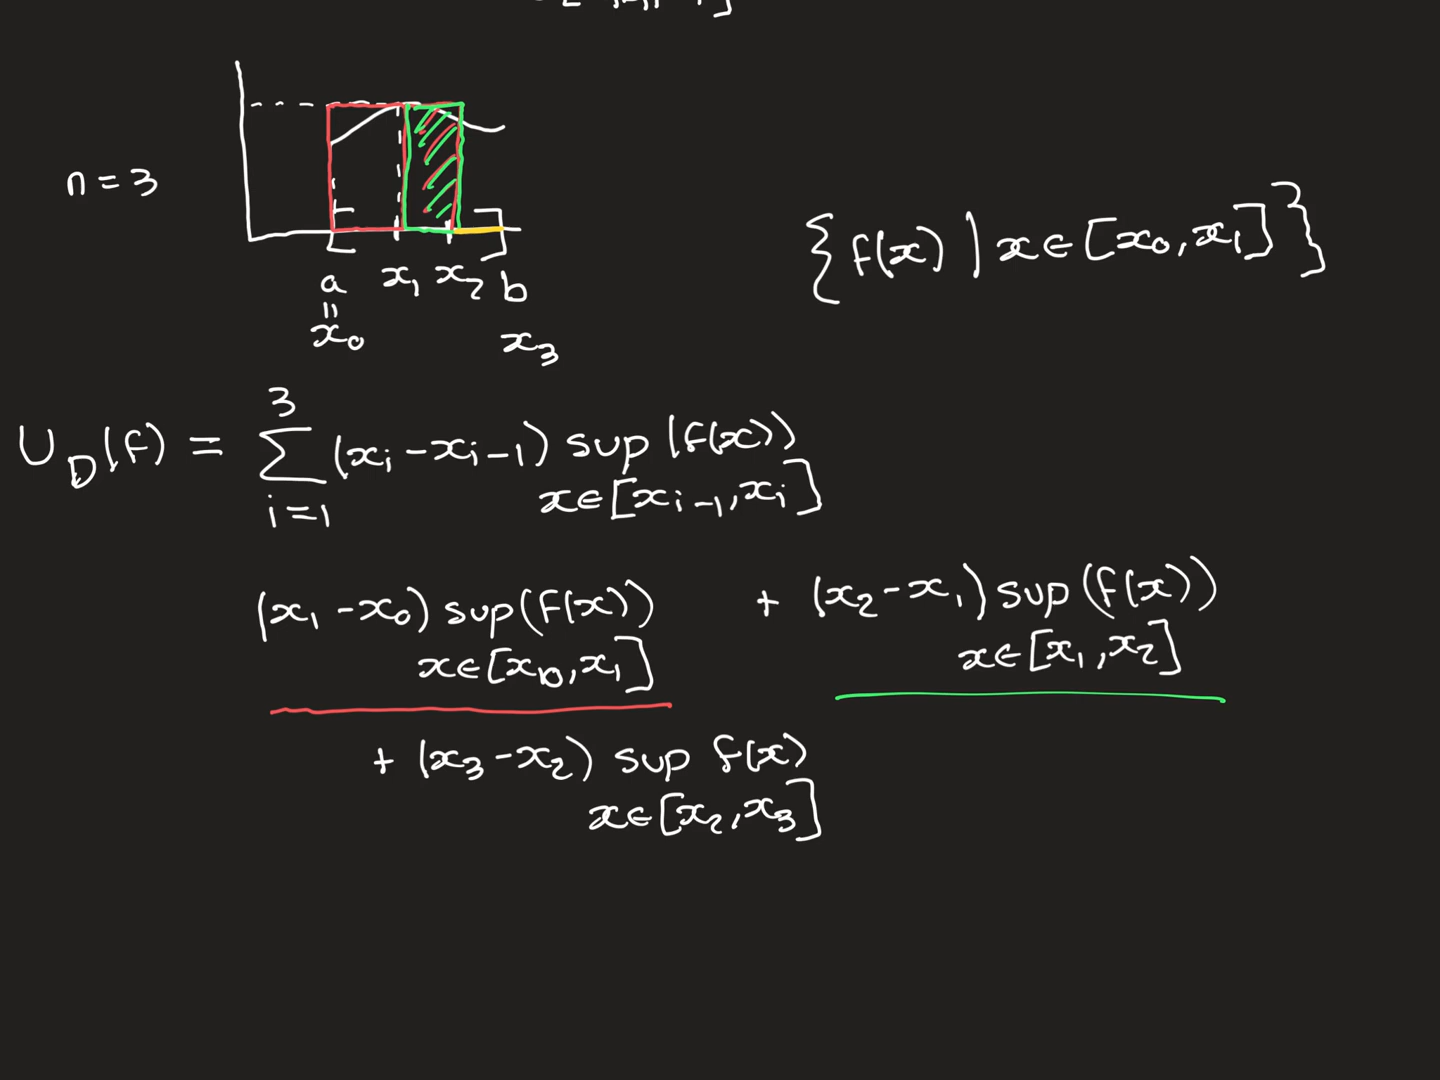 n = 3
{f(x) | x ∈ [x₀, x₁]}
a x₁ x₂ b
=
x₀ x₃
U_D(f) = ∑_{i=1}^{3} (xᵢ - xᵢ₋₁) sup (f(x))
x ∈ [xᵢ₋₁, xᵢ]
(x₁ - x₀) sup (f(x)) + (x₂ - x₁) sup (f(x))
x ∈ [x₀, x₁] x ∈ [x₁, x₂]
+ (x₃ - x₂) sup f(x)
x ∈ [x₂, x₃]